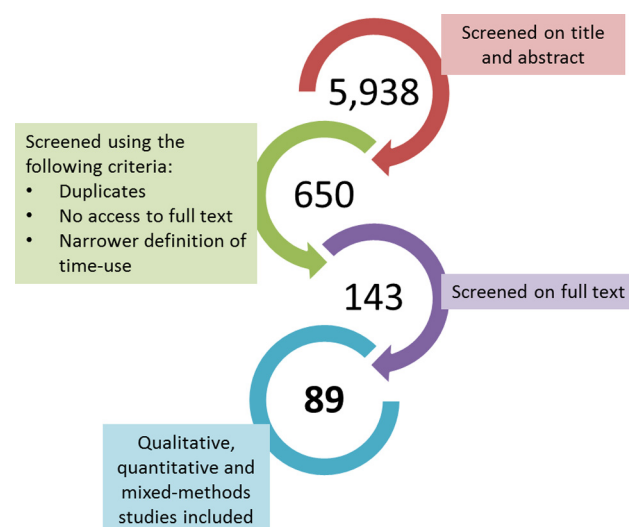 Screened on title
and abstract
5,938
Screened using the
following criteria:
• Duplicates
• No access to full text
• Narrower definition of
time-use
650
143
Screened on full text
89
Qualitative,
quantitative and
mixed-methods
studies included